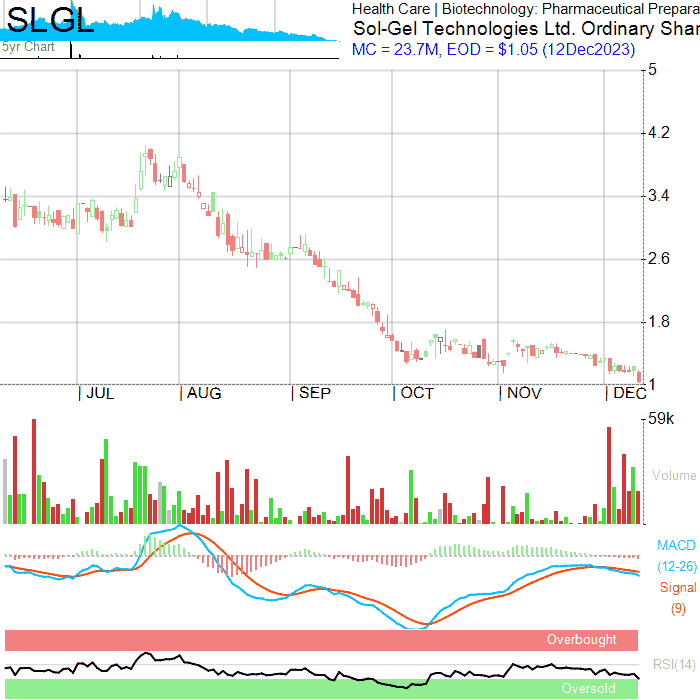 SLGL
Health Care | Biotechnology: Pharmaceutical Prepara
Sol-Gel Technologies Ltd. Ordinary Shar
MC = 23.7M, EOD = $1.05 (12Dec2023)
5yr Chart
5
4.2
3.4
2.6
1.8
1
JUL AUG SEP OCT NOV DEC
59k
Volume
MACD
(12-26)
Signal
(9)
Overbought
RSI(14)
Oversold